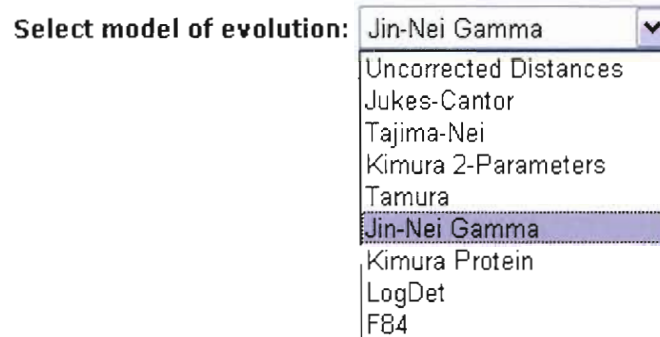 Select model of evolution: Jin-Nei Gamma
Uncorrected Distances
Jukes-Cantor
Tajima-Nei
Kimura 2-Parameters
Tamura
Jin-Nei Gamma
Kimura Protein
LogDet
F84